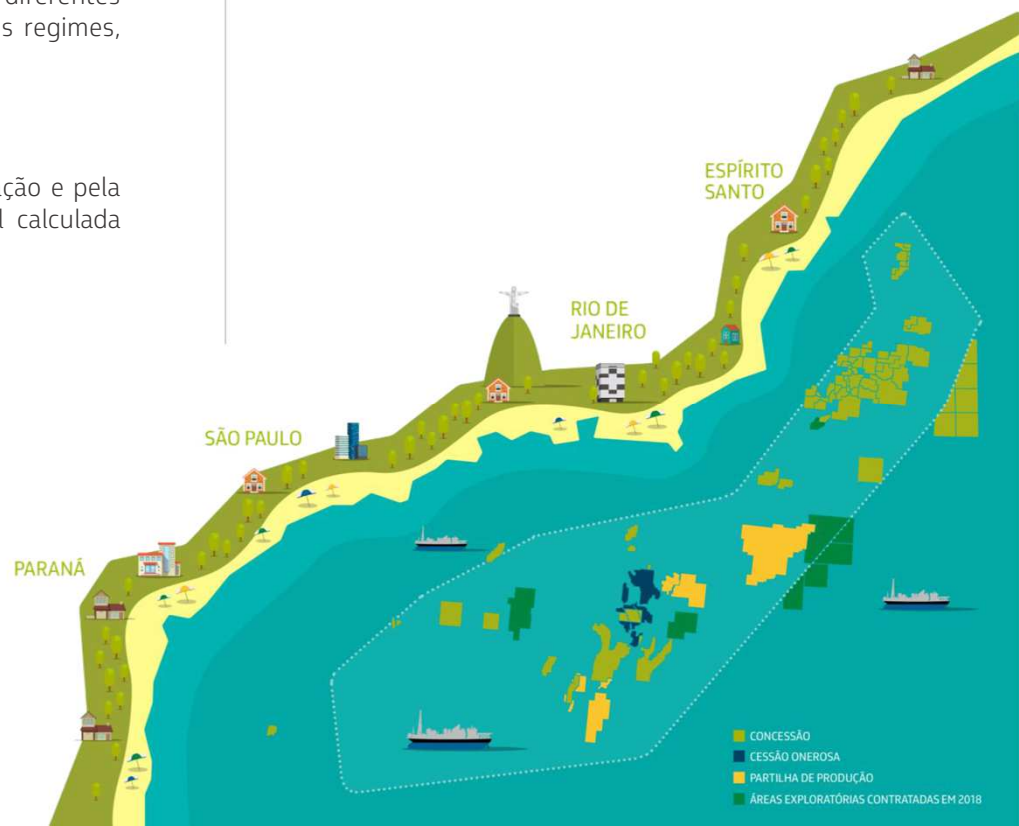 diferentes
s regimes,
ção e pela
l calculada
ESPÍRITO
SANTO
RIO DE
JANEIRO
SÃO PAULO
PARANÁ
CONCESSÃO
CESSÃO ONEROSA
PARTILHA DE PRODUÇÃO
ÁREAS EXPLORATÓRIAS CONTRATADAS EM 2018